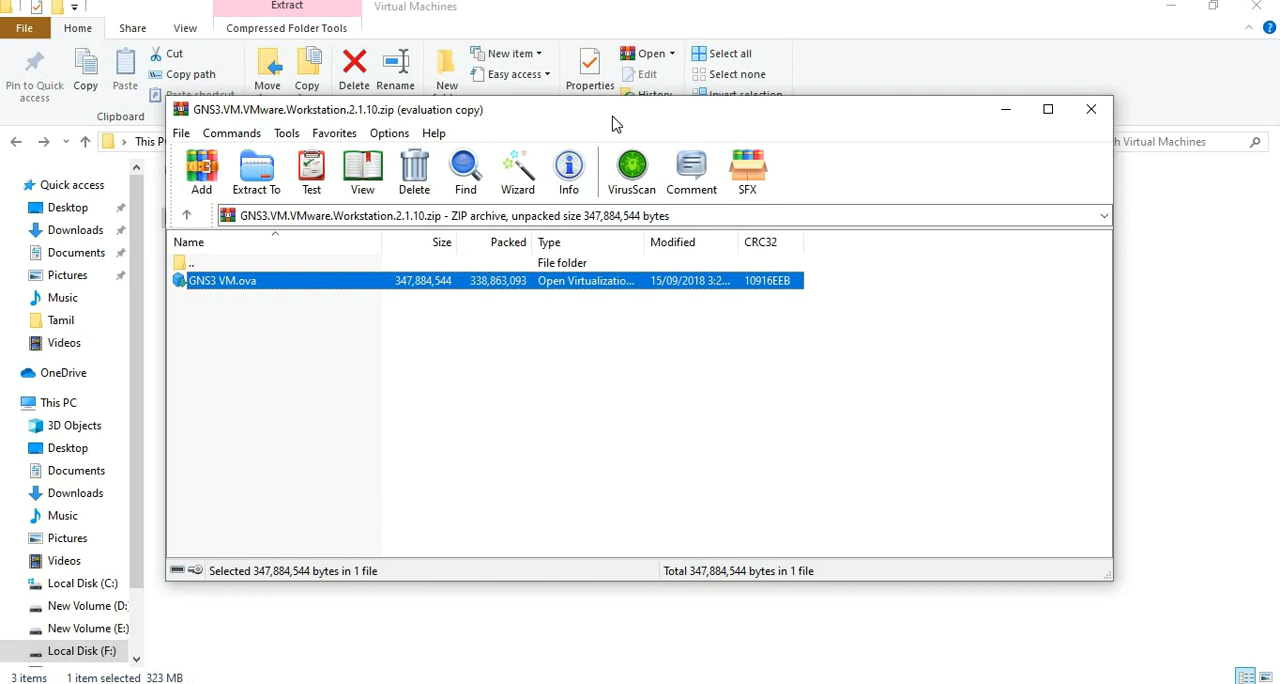 Extract
Virtual Machines
File Home Share View Compressed Folder Tools
Pin to Quick access
Copy
Paste
Cut
Copy path
Paste shortcut
Clipboard
Move
Copy
Delete
Rename
New
New item
Easy access
Properties
Open
Edit
History
Select all
Select none
Invert selection
This P
h Virtual Machines
Quick access
Desktop
Downloads
Documents
Pictures
Music
Tamil
Videos
OneDrive
This PC
3D Objects
Desktop
Documents
Downloads
Music
Pictures
Videos
Local Disk (C:)
New Volume (D:
New Volume (E:)
Local Disk (F:)
3 items 1 item selected 323 MB
GNS3.VM.VMware.Workstation.2.1.10.zip (evaluation copy)
File Commands Tools Favorites Options Help
Add Extract To Test View Delete Find Wizard Info VirusScan Comment SFX
GNS3.VM.VMware.Workstation.2.1.10.zip - ZIP archive, unpacked size 347,884,544 bytes
Name Size Packed Type Modified CRC32
.. File folder
GNS3 VM.ova 347,884,544 338,863,093 Open Virtualizatio... 15/09/2018 3:2... 10916EEB
Selected 347,884,544 bytes in 1 file Total 347,884,544 bytes in 1 file